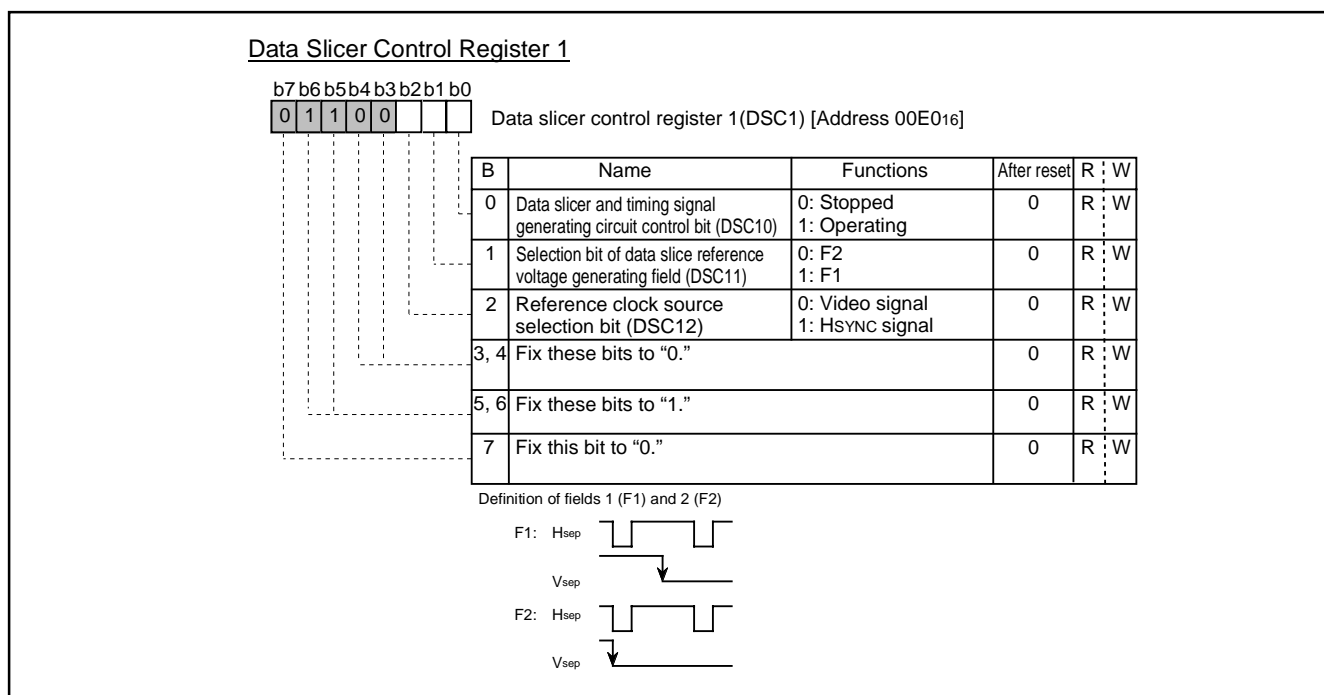 Data Slicer Control Register 1
b7 b6 b5 b4 b3 b2 b1 b0
0 1 1 0 0
Data slicer control register 1(DSC1) [Address 00E016]
B Name Functions After reset R W
0 Data slicer and timing signal generating circuit control bit (DSC10) 0: Stopped 1: Operating 0 R W
1 Selection bit of data slice reference voltage generating field (DSC11) 0: F2 1: F1 0 R W
2 Reference clock source selection bit (DSC12) 0: Video signal 1: HSYNC signal 0 R W
3, 4 Fix these bits to “0.” 0 R W
5, 6 Fix these bits to “1.” 0 R W
7 Fix this bit to “0.” 0 R W
Definition of fields 1 (F1) and 2 (F2)
F1: Hsep
Vsep
F2: Hsep
Vsep